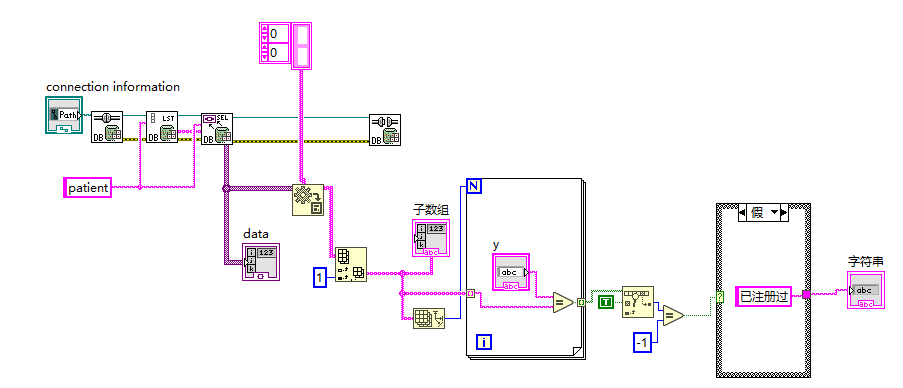 0
0
connection information
Path
LST
SEL
DB
DB
DB
DB
patient
N
子数组
i
j
k
123
abc
假
data
i
j
k
123
y
abc
abc
=
字符串
abc
abc
1
T
?
已注册过
=
i
-1